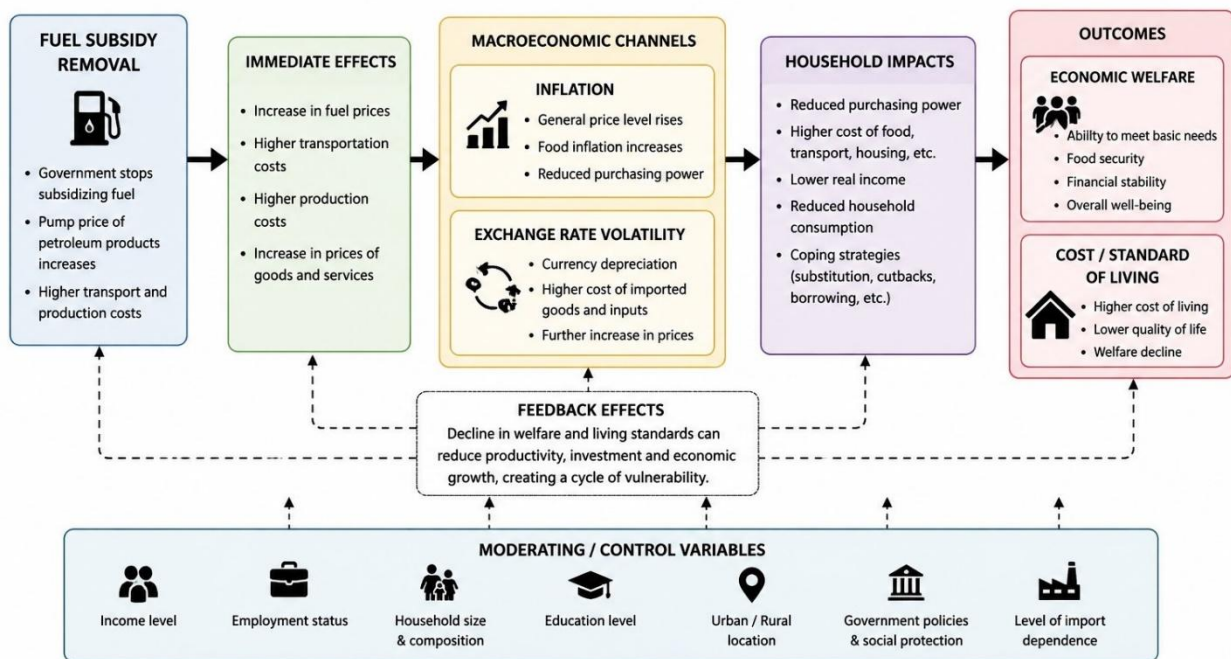 FUEL SUBSIDY
REMOVAL
• Government stops
subsidizing fuel
• Pump price of
petroleum products
increases
• Higher transport and
production costs
IMMEDIATE EFFECTS
• Increase in fuel prices
• Higher transportation
costs
• Higher production
costs
• Increase in prices of
goods and services
MACROECONOMIC CHANNELS
INFLATION
• General price level rises
• Food inflation increases
• Reduced purchasing power
EXCHANGE RATE VOLATILITY
• Currency depreciation
• Higher cost of imported
goods and inputs
• Further increase in prices
HOUSEHOLD IMPACTS
• Reduced purchasing power
• Higher cost of food,
transport, housing, etc.
• Lower real income
• Reduced household
consumption
• Coping strategies
(substitution, cutbacks,
borrowing, etc.)
OUTCOMES
ECONOMIC WELFARE
• Ability to meet basic needs
• Food security
• Financial stability
• Overall well-being
COST / STANDARD
OF LIVING
• Higher cost of living
• Lower quality of life
• Welfare decline
FEEDBACK EFFECTS
Decline in welfare and living standards can
reduce productivity, investment and economic
growth, creating a cycle of vulnerability.
MODERATING / CONTROL VARIABLES
Income level
Employment status
Household size
& composition
Education level
Urban / Rural
location
Government policies
& social protection
Level of import
dependence